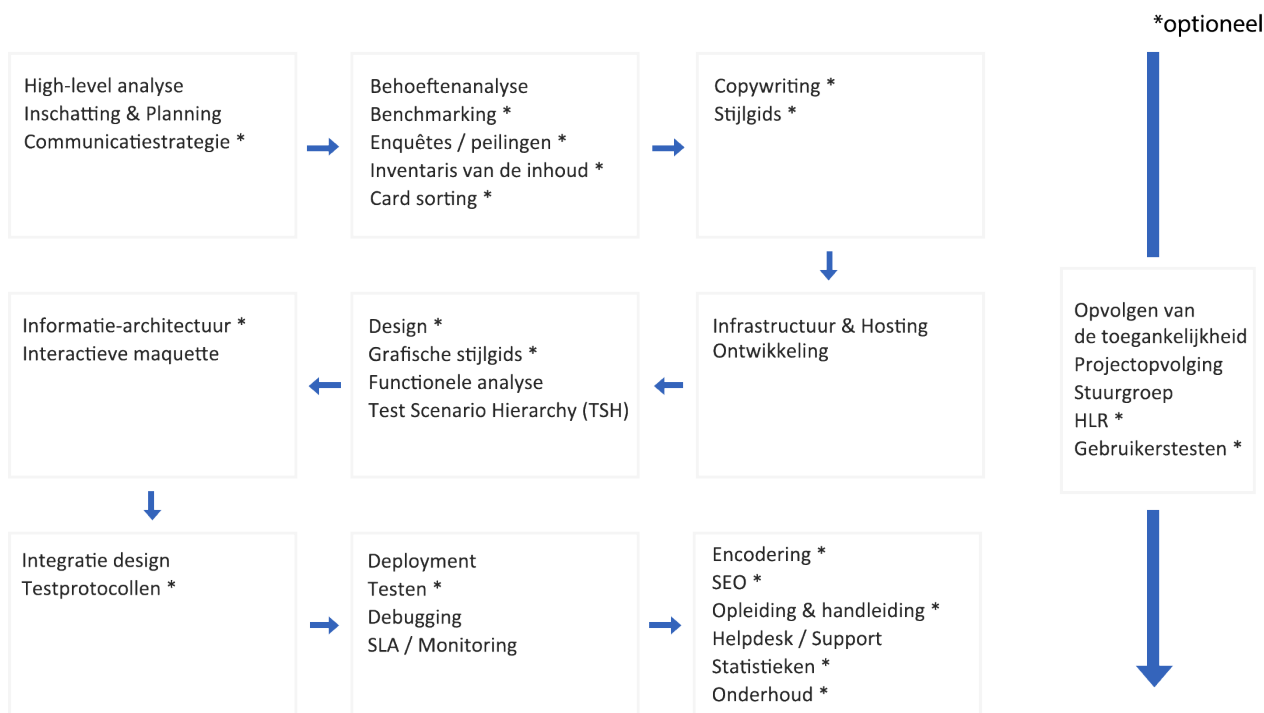 *optioneel
High-level analyse
Inschatting & Planning
Communicatiestrategie *
Behoeftenanalyse
Benchmarking *
Enquêtes / peilingen *
Inventaris van de inhoud *
Card sorting *
Copywriting *
Stijlgids *
Informatie-architectuur *
Interactieve maquette
Design *
Grafische stijlgids *
Functionele analyse
Test Scenario Hierarchy (TSH)
Infrastructuur & Hosting
Ontwikkeling
Opvolgen van
de toegankelijkheid
Projectopvolging
Stuurgroep
HLR *
Gebruikerstesten *
Integratie design
Testprotocollen *
Deployment
Testen *
Debugging
SLA / Monitoring
Encodering *
SEO *
Opleiding & handleiding *
Helpdesk / Support
Statistieken *
Onderhoud *